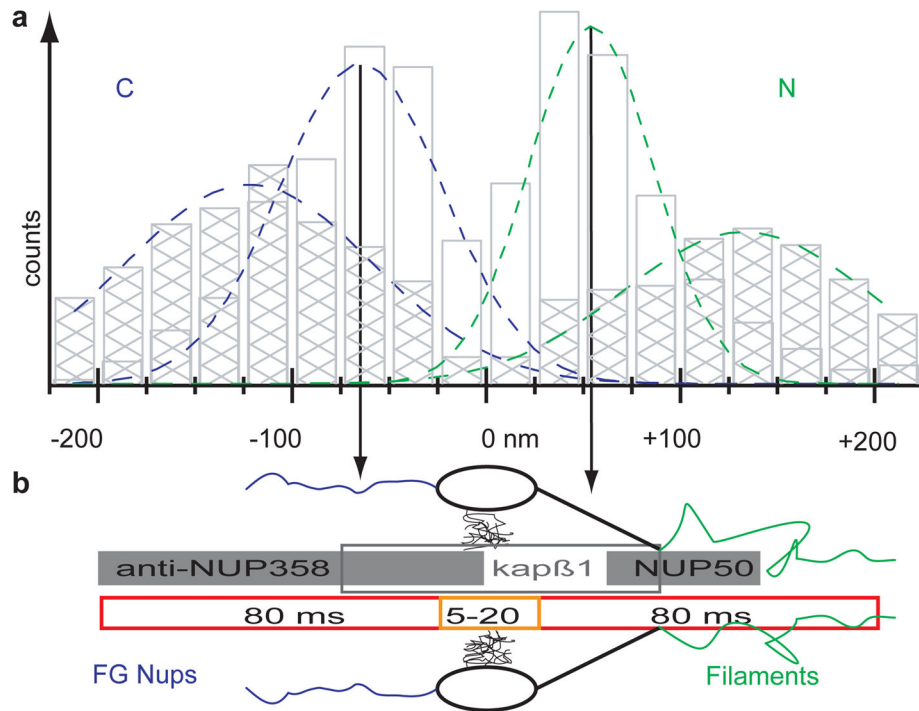 a
C
N
counts
-200
-100
0 nm
+100
+200
b
anti-NUP358
kapß1
NUP50
80 ms
5-20
80 ms
FG Nups
Filaments